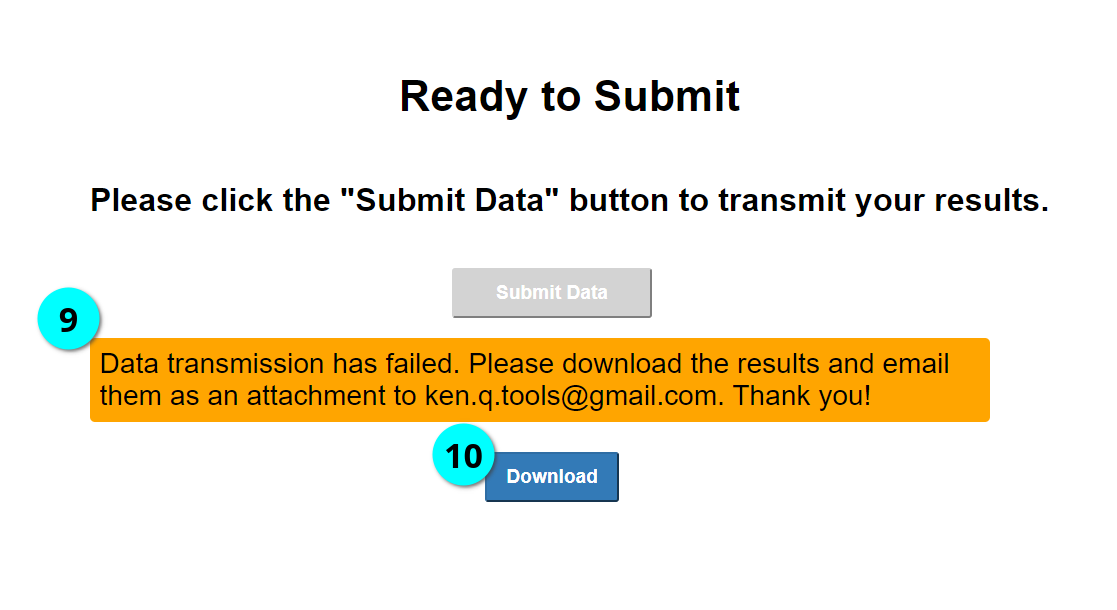 Ready to Submit
Please click the "Submit Data" button to transmit your results.
Submit Data
9
Data transmission has failed. Please download the results and email
them as an attachment to ken.q.tools@gmail.com. Thank you!
10
Download